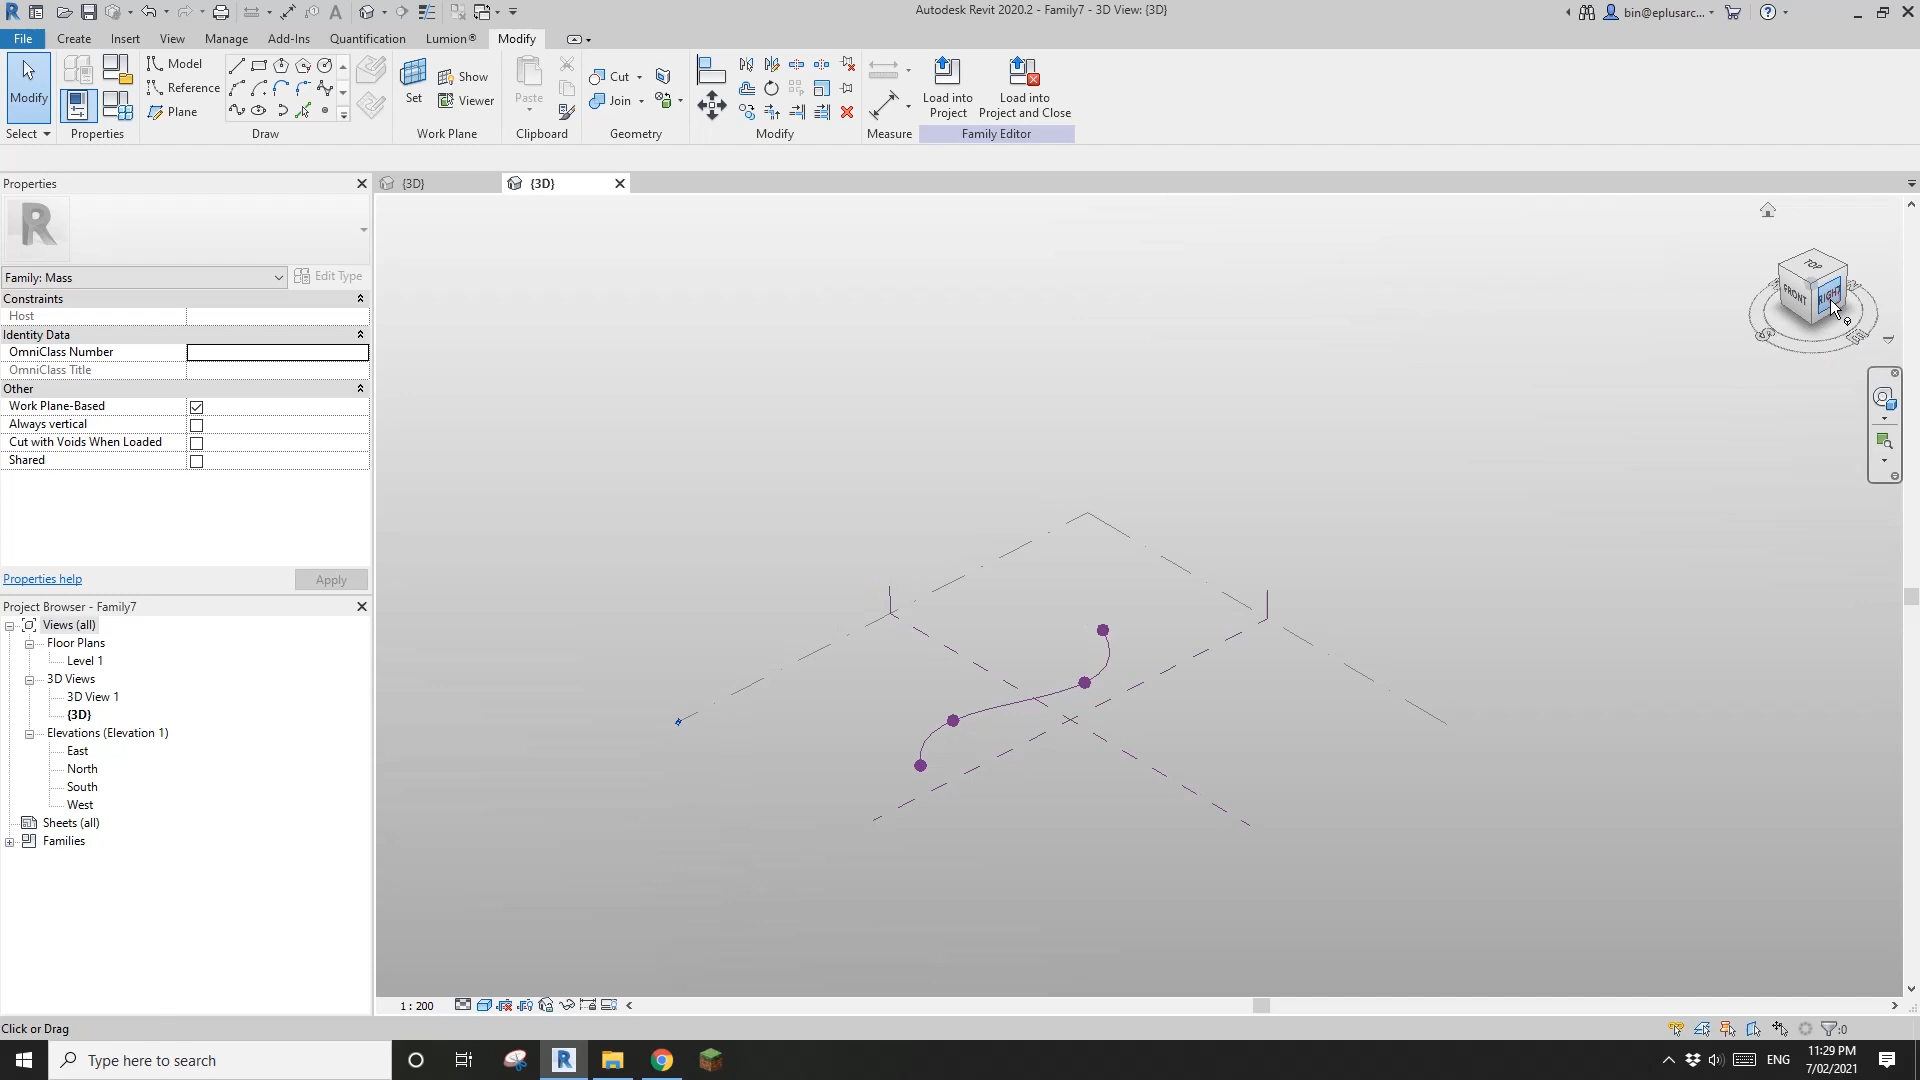 Autodesk Revit 2020.2 - Family7 - 3D View: {3D}
bin@eplusarc...
File Create Insert View Manage Add-Ins Quantification Lumion® Modify
Modify
Model
Reference
Plane
Set
Show
Viewer
Paste
Cut
Join
Load into
Project
Load into
Project and Close
Select Properties Draw Work Plane Clipboard Geometry Modify Measure Family Editor
Properties
{3D}
{3D}
R
Family: Mass
Edit Type
Constraints
Host
Identity Data
OmniClass Number
OmniClass Title
Other
Work Plane-Based
Always vertical
Cut with Voids When Loaded
Shared
Properties help
Apply
Project Browser - Family7
Views (all)
Floor Plans
Level 1
3D Views
3D View 1
{3D}
Elevations (Elevation 1)
East
North
South
West
Sheets (all)
Families
TOP
FRONT
RIGHT
1 : 200
Click or Drag
:0
Type here to search
ENG
11:29 PM
7/02/2021